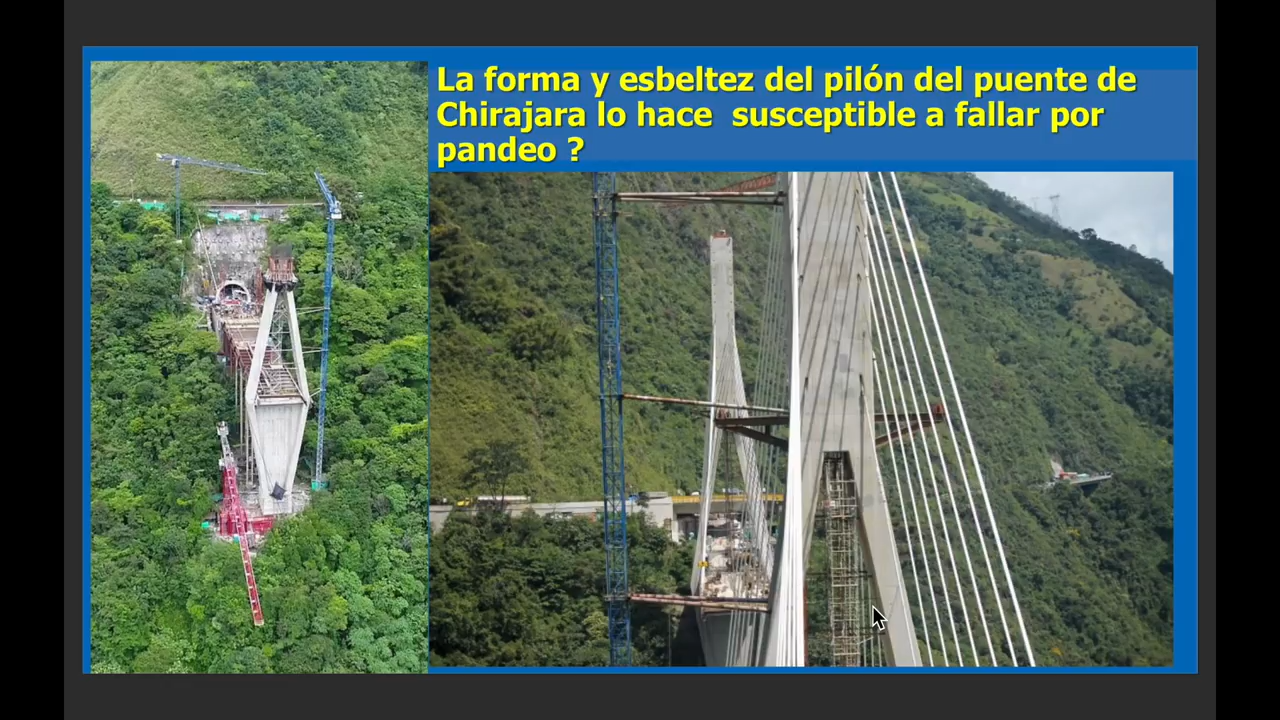 La forma y esbeltez del pilón del puente de
Chirajara lo hace susceptible a fallar por
pandeo ?